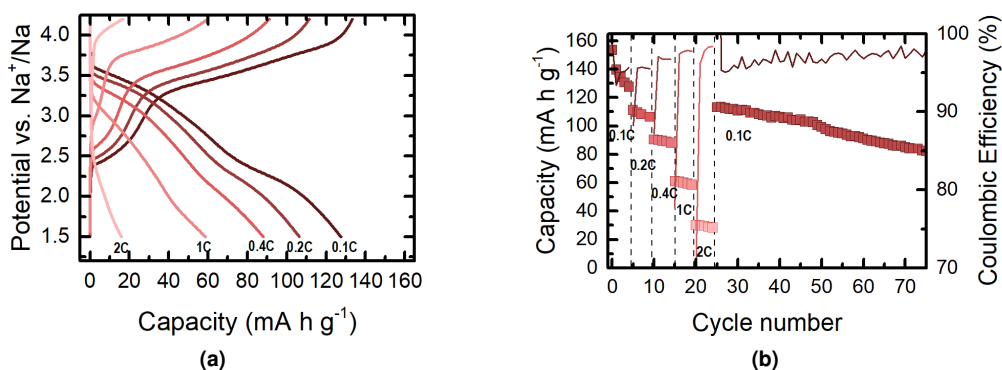 4.0
3.5
3.0
2.5
2.0
1.5
Potential vs. Na⁺/Na
2C
1C
0.4C
0.2C
0.1C
0 20 40 60 80 100 120 140 160
Capacity (mA h g⁻¹)
(a)
160
140
120
100
80
60
40
20
0
Capacity (mA h g⁻¹)
0.1C
0.2C
0.4C
1C
2C
0.1C
100
90
80
70
Coulombic Efficiency (%)
0 10 20 30 40 50 60 70
Cycle number
(b)